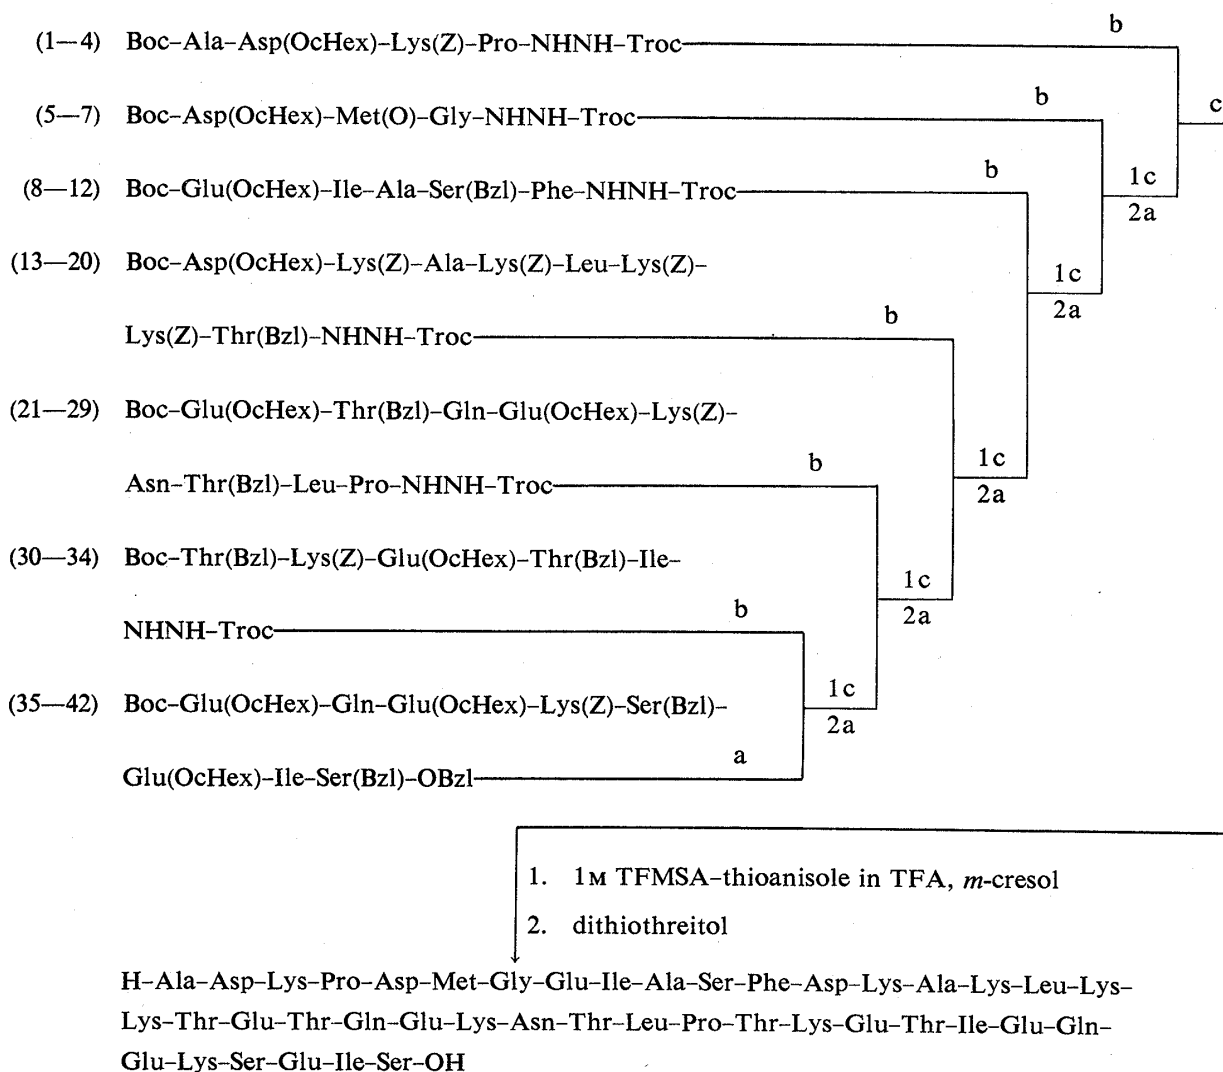 b
(1—4) Boc–Ala–Asp(OcHex)–Lys(Z)–Pro–NHNH–Troc
c
b
(5—7) Boc–Asp(OcHex)–Met(O)–Gly–NHNH–Troc
1c
2a
b
(8—12) Boc–Glu(OcHex)–Ile–Ala–Ser(Bzl)–Phe–NHNH–Troc
(13—20) Boc–Asp(OcHex)–Lys(Z)–Ala–Lys(Z)–Leu–Lys(Z)–
1c
2a
b
Lys(Z)–Thr(Bzl)–NHNH–Troc
(21—29) Boc–Glu(OcHex)–Thr(Bzl)–Gln–Glu(OcHex)–Lys(Z)–
b
1c
2a
Asn–Thr(Bzl)–Leu–Pro–NHNH–Troc
(30—34) Boc–Thr(Bzl)–Lys(Z)–Glu(OcHex)–Thr(Bzl)–Ile–
1c
2a
b
NHNH–Troc
(35—42) Boc–Glu(OcHex)–Gln–Glu(OcHex)–Lys(Z)–Ser(Bzl)–
1c
2a
a
Glu(OcHex)–Ile–Ser(Bzl)–OBzl
1. 1M TFMSA–thioanisole in TFA, m-cresol
2. dithiothreitol
H–Ala–Asp–Lys–Pro–Asp–Met–Gly–Glu–Ile–Ala–Ser–Phe–Asp–Lys–Ala–Lys–Leu–Lys–
Lys–Thr–Glu–Thr–Gln–Glu–Lys–Asn–Thr–Leu–Pro–Thr–Lys–Glu–Thr–Ile–Glu–Gln–
Glu–Lys–Ser–Glu–Ile–Ser–OH